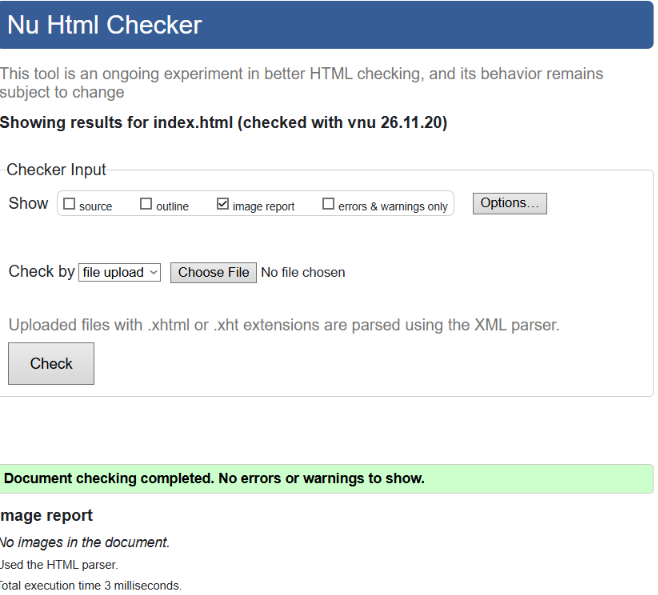 Nu Html Checker
This tool is an ongoing experiment in better HTML checking, and its behavior remains
subject to change
Showing results for index.html (checked with vnu 26.11.20)
Checker Input
Show source outline image report errors & warnings only Options...
Check by file upload Choose File No file chosen
Uploaded files with .xhtml or .xht extensions are parsed using the XML parser.
Check
Document checking completed. No errors or warnings to show.
mage report
No images in the document.
Used the HTML parser.
Total execution time 3 milliseconds.